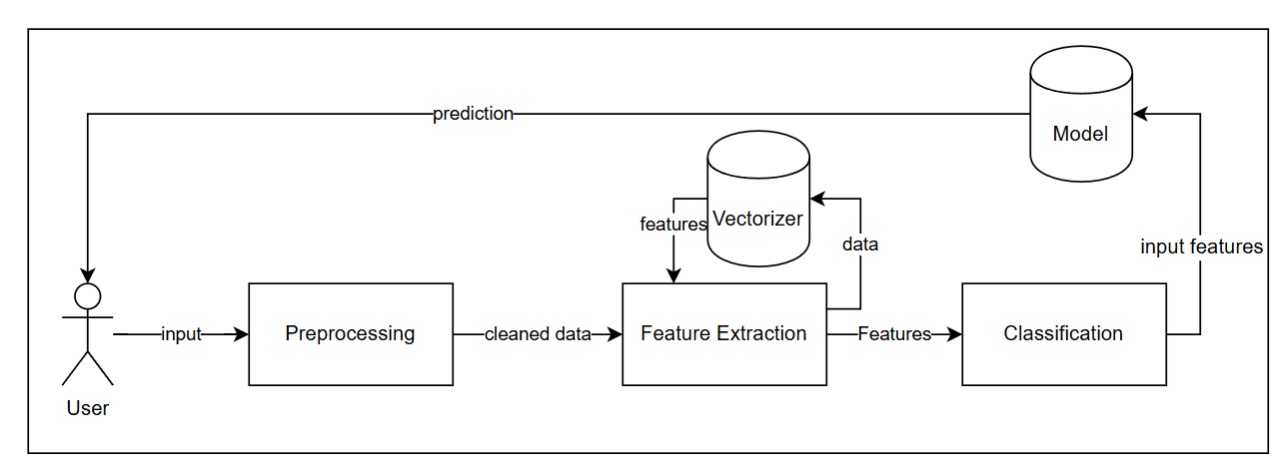 prediction
Model
features
Vectorizer
data
input features
input
Preprocessing
cleaned data
Feature Extraction
Features
Classification
User